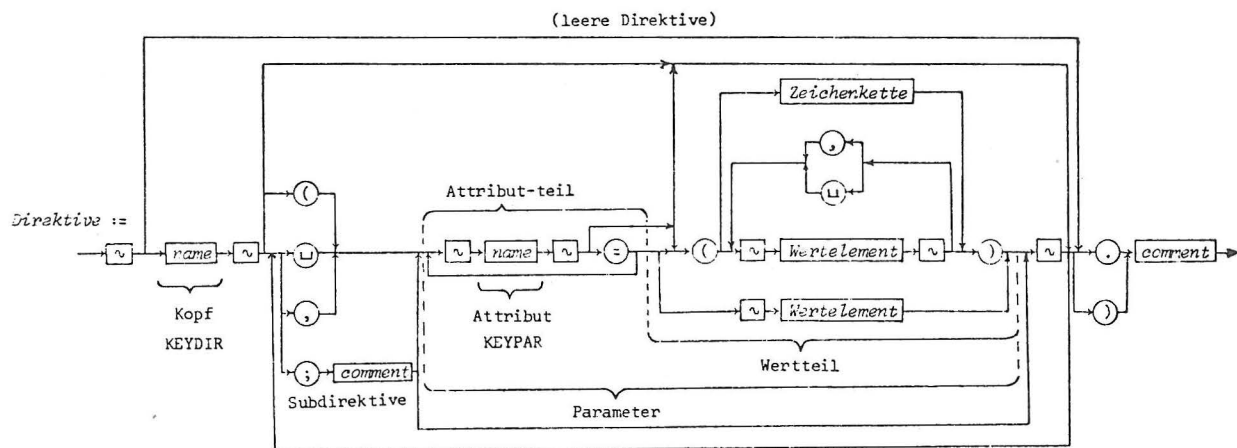 (leere Direktive)
Zeichenkette
,
⊔
(
Attribut-teil
Direktive :=
~ name ~ ⊔ ~ name ~ = ( ~ Wertelement ~ ) ~ . comment
,
)
Kopf
KEYDIR
Attribut
KEYPAR
~ Wertelement
; comment
Wertteil
Subdirektive
Parameter